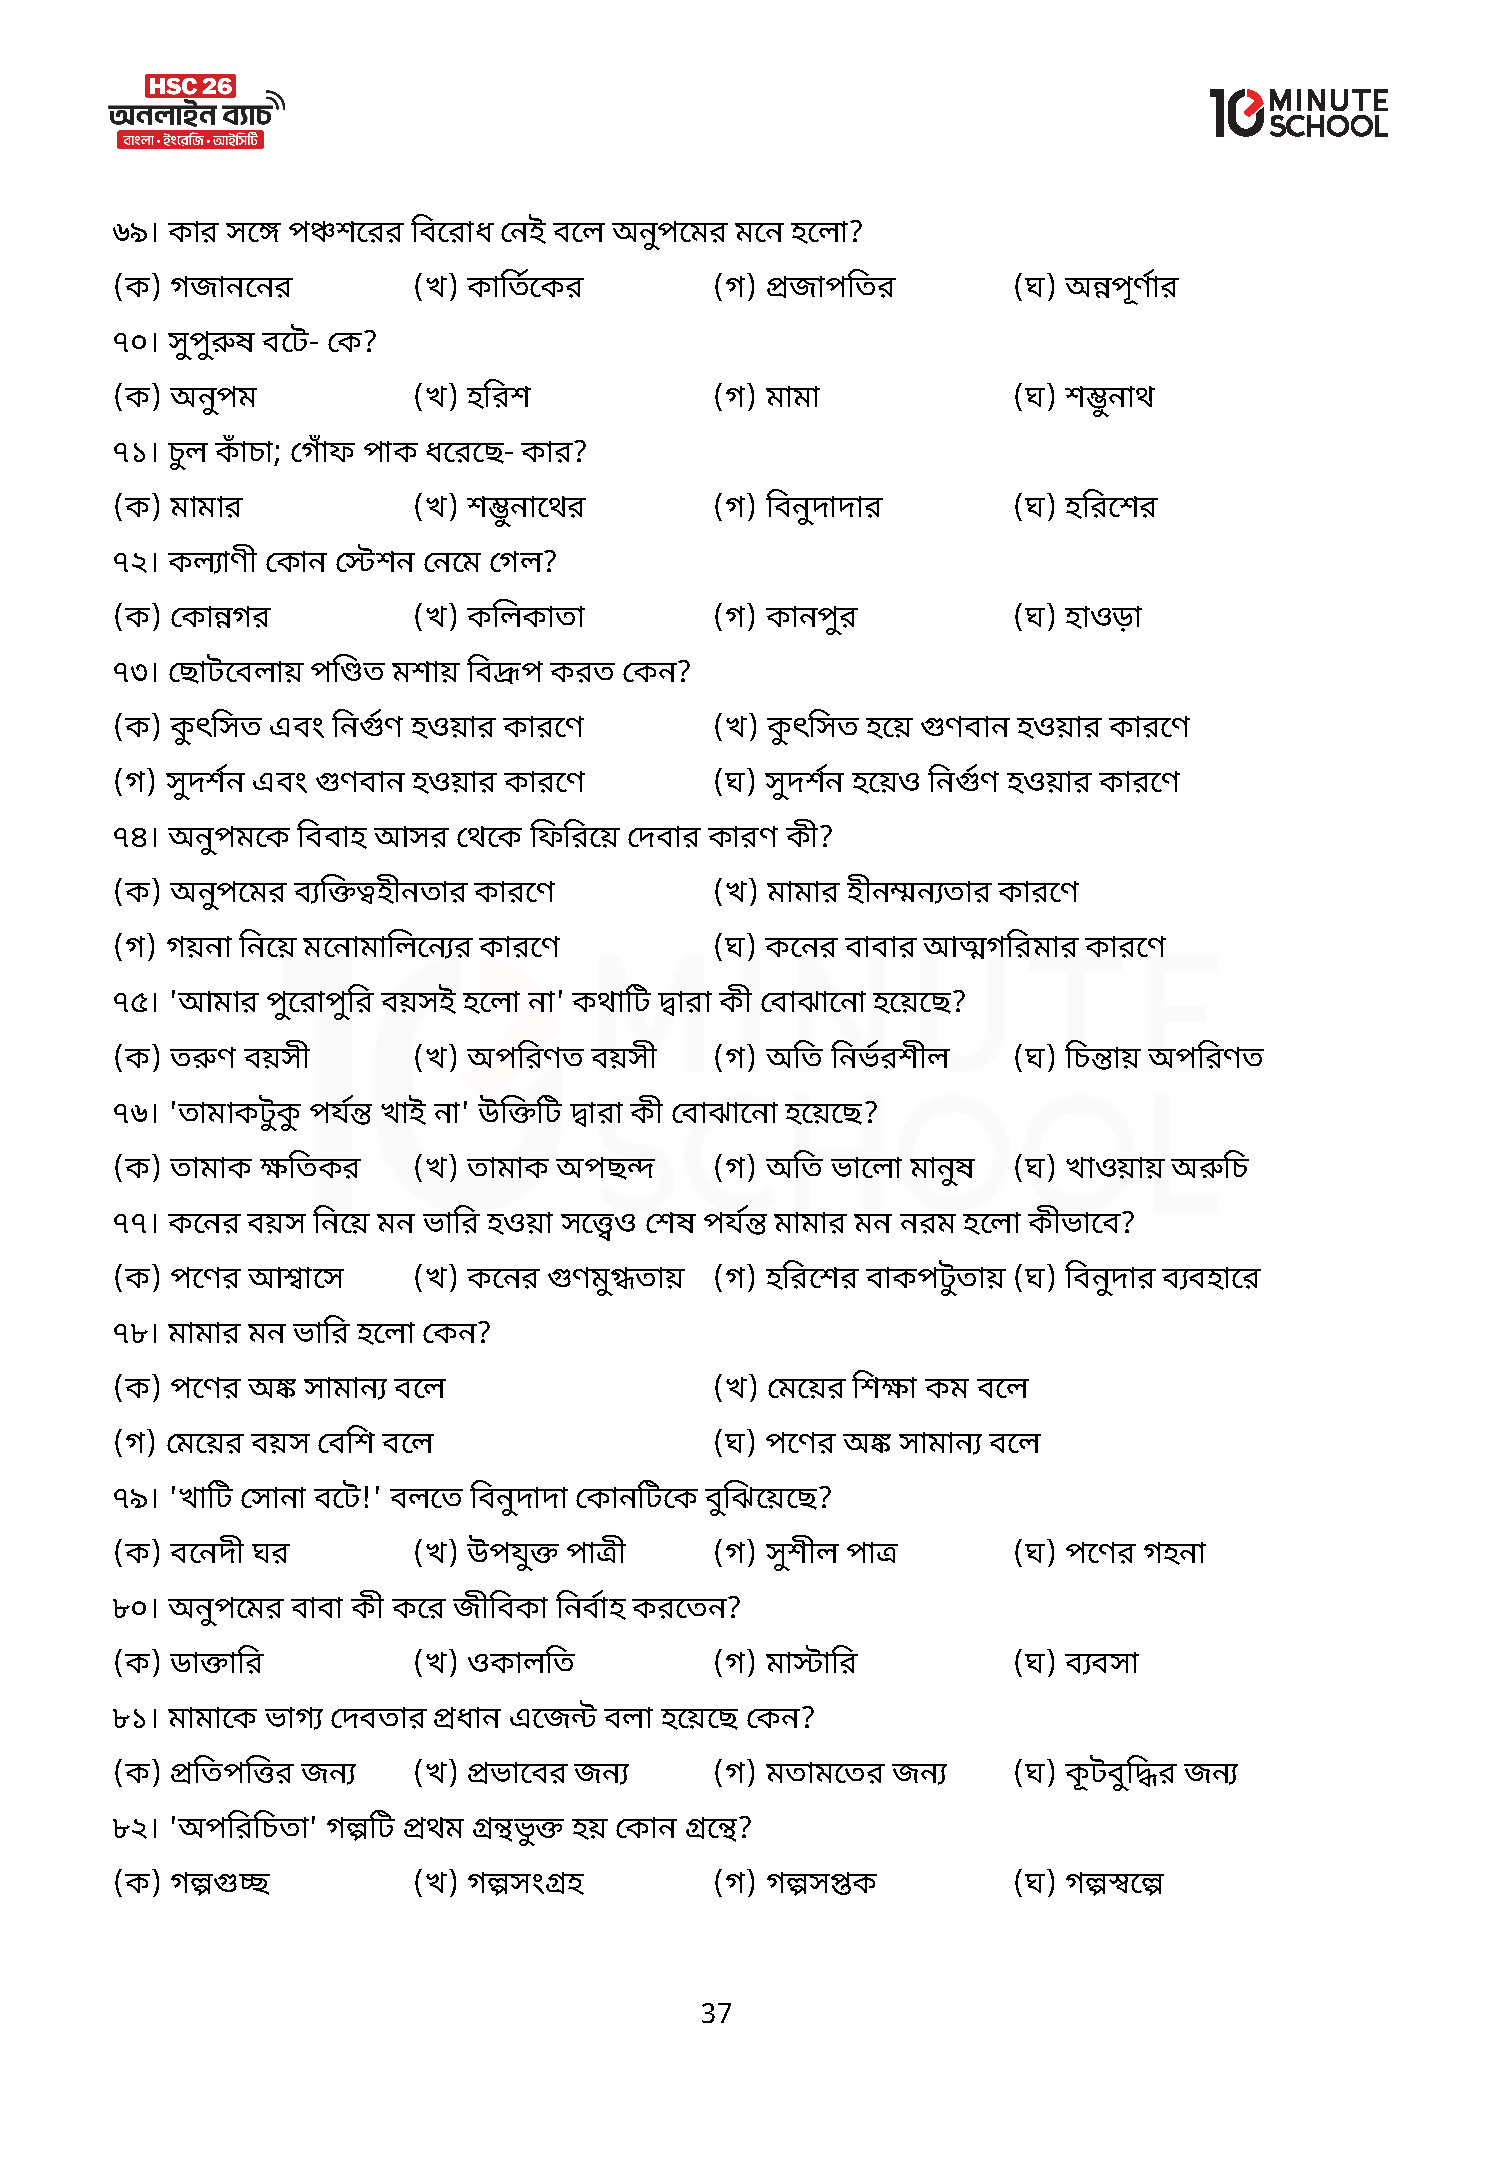 HSC 26
অনলাইন ব্যাচ
বাংলা • ইংরেজি • আইসিটি
10 MINUTE SCHOOL
৬৯। কার সঙ্গে পঞ্চশরের বিরোধ নেই বলে অনুপমের মনে হলো?
(ক) গজাননের (খ) কার্তিকের (গ) প্রজাপতির (ঘ) অন্নপূর্ণার
৭০। সুপুরুষ বটে- কে?
(ক) অনুপম (খ) হরিশ (গ) মামা (ঘ) শম্ভুনাথ
৭১। চুল কাঁচা; গোঁফ পাক ধরেছে- কার?
(ক) মামার (খ) শম্ভুনাথের (গ) বিনুদাদার (ঘ) হরিশের
৭২। কল্যাণী কোন স্টেশন নেমে গেল?
(ক) কোন্নগর (খ) কলিকাতা (গ) কানপুর (ঘ) হাওড়া
৭৩। ছোটবেলায় পণ্ডিত মশায় বিদ্রূপ করত কেন?
(ক) কুৎসিত এবং নির্গুণ হওয়ার কারণে (খ) কুৎসিত হয়ে গুণবান হওয়ার কারণে
(গ) সুদর্শন এবং গুণবান হওয়ার কারণে (ঘ) সুদর্শন হয়েও নির্গুণ হওয়ার কারণে
৭৪। অনুপমকে বিবাহ আসর থেকে ফিরিয়ে দেবার কারণ কী?
(ক) অনুপমের ব্যক্তিত্বহীনতার কারণে (খ) মামার হীনম্মন্যতার কারণে
(গ) গয়না নিয়ে মনোমালিন্যের কারণে (ঘ) কনের বাবার আত্মগরিমার কারণে
৭৫। 'আমার পুরোপুরি বয়সই হলো না' কথাটি দ্বারা কী বোঝানো হয়েছে?
(ক) তরুণ বয়সী (খ) অপরিণত বয়সী (গ) অতি নির্ভরশীল (ঘ) চিন্তায় অপরিণত
৭৬। 'তামাকটুকু পর্যন্ত খাই না' উক্তিটি দ্বারা কী বোঝানো হয়েছে?
(ক) তামাক ক্ষতিকর (খ) তামাক অপছন্দ (গ) অতি ভালো মানুষ (ঘ) খাওয়ায় অরুচি
৭৭। কনের বয়স নিয়ে মন ভারি হওয়া সত্ত্বেও শেষ পর্যন্ত মামার মন নরম হলো কীভাবে?
(ক) পণের আশ্বাসে (খ) কনের গুণমুগ্ধতায় (গ) হরিশের বাকপটুতায় (ঘ) বিনুদার ব্যবহারে
৭৮। মামার মন ভারি হলো কেন?
(ক) পণের অঙ্ক সামান্য বলে (খ) মেয়ের শিক্ষা কম বলে
(গ) মেয়ের বয়স বেশি বলে (ঘ) পণের অঙ্ক সামান্য বলে
৭৯। 'খাটি সোনা বটে!' বলতে বিনুদাদা কোনটিকে বুঝিয়েছে?
(ক) বনেদী ঘর (খ) উপযুক্ত পাত্রী (গ) সুশীল পাত্র (ঘ) পণের গহনা
৮০। অনুপমের বাবা কী করে জীবিকা নির্বাহ করতেন?
(ক) ডাক্তারি (খ) ওকালতি (গ) মাস্টারি (ঘ) ব্যবসা
৮১। মামাকে ভাগ্য দেবতার প্রধান এজেন্ট বলা হয়েছে কেন?
(ক) প্রতিপত্তির জন্য (খ) প্রভাবের জন্য (গ) মতামতের জন্য (ঘ) কূটবুদ্ধির জন্য
৮২। 'অপরিচিতা' গল্পটি প্রথম গ্রন্থভুক্ত হয় কোন গ্রন্থে?
(ক) গল্পগুচ্ছ (খ) গল্পসংগ্রহ (গ) গল্পসপ্তক (ঘ) গল্পস্বল্পে
37